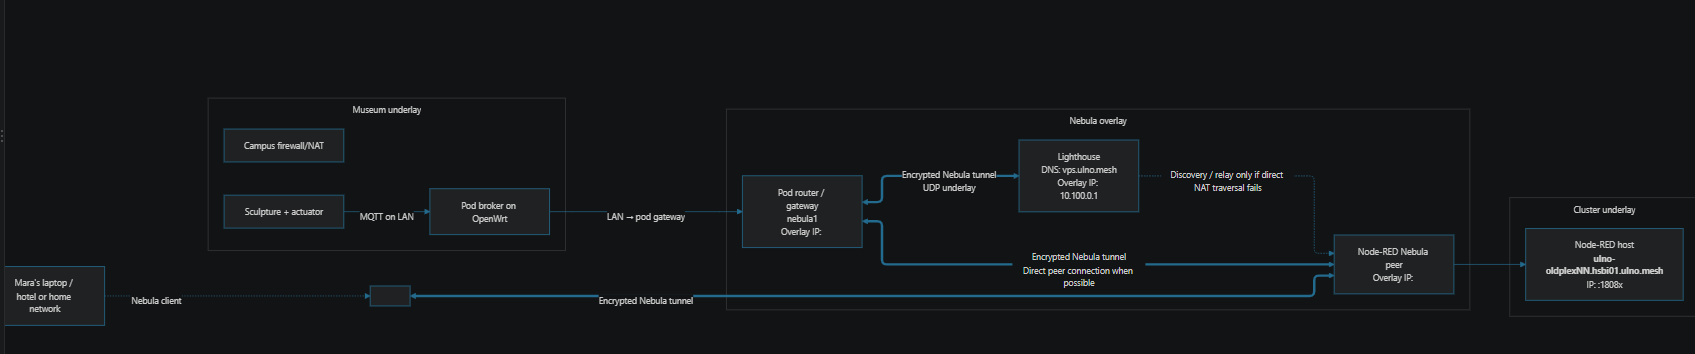 Museum underlay
Campus firewall/NAT
Sculpture + actuator
MQTT on LAN
Pod broker on
OpenWrt
LAN → pod gateway
Mara's laptop /
hotel or home
network
Nebula client
Encrypted Nebula tunnel
Nebula overlay
Pod router /
gateway
nebula1
Overlay IP:
Encrypted Nebula tunnel
UDP underlay
Lighthouse
DNS: vps.ulno.mesh
Overlay IP:
10.100.0.1
Discovery / relay only if direct
NAT traversal fails
Encrypted Nebula tunnel
Direct peer connection when
possible
Node-RED Nebula
peer
Overlay IP:
Cluster underlay
Node-RED host
ulno-
oldplexNN.hsbi01.ulno.mesh
IP: :1808x